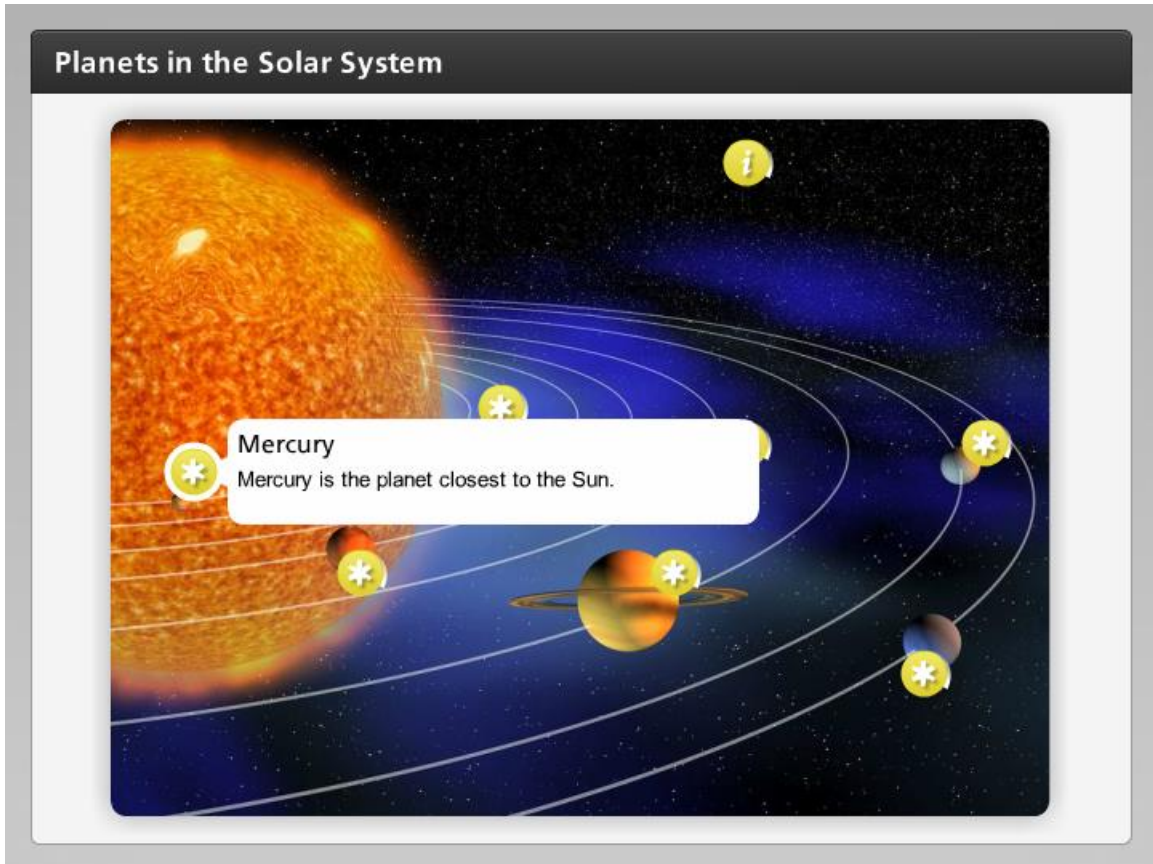 Planets in the Solar System
i
Mercury
Mercury is the planet closest to the Sun.